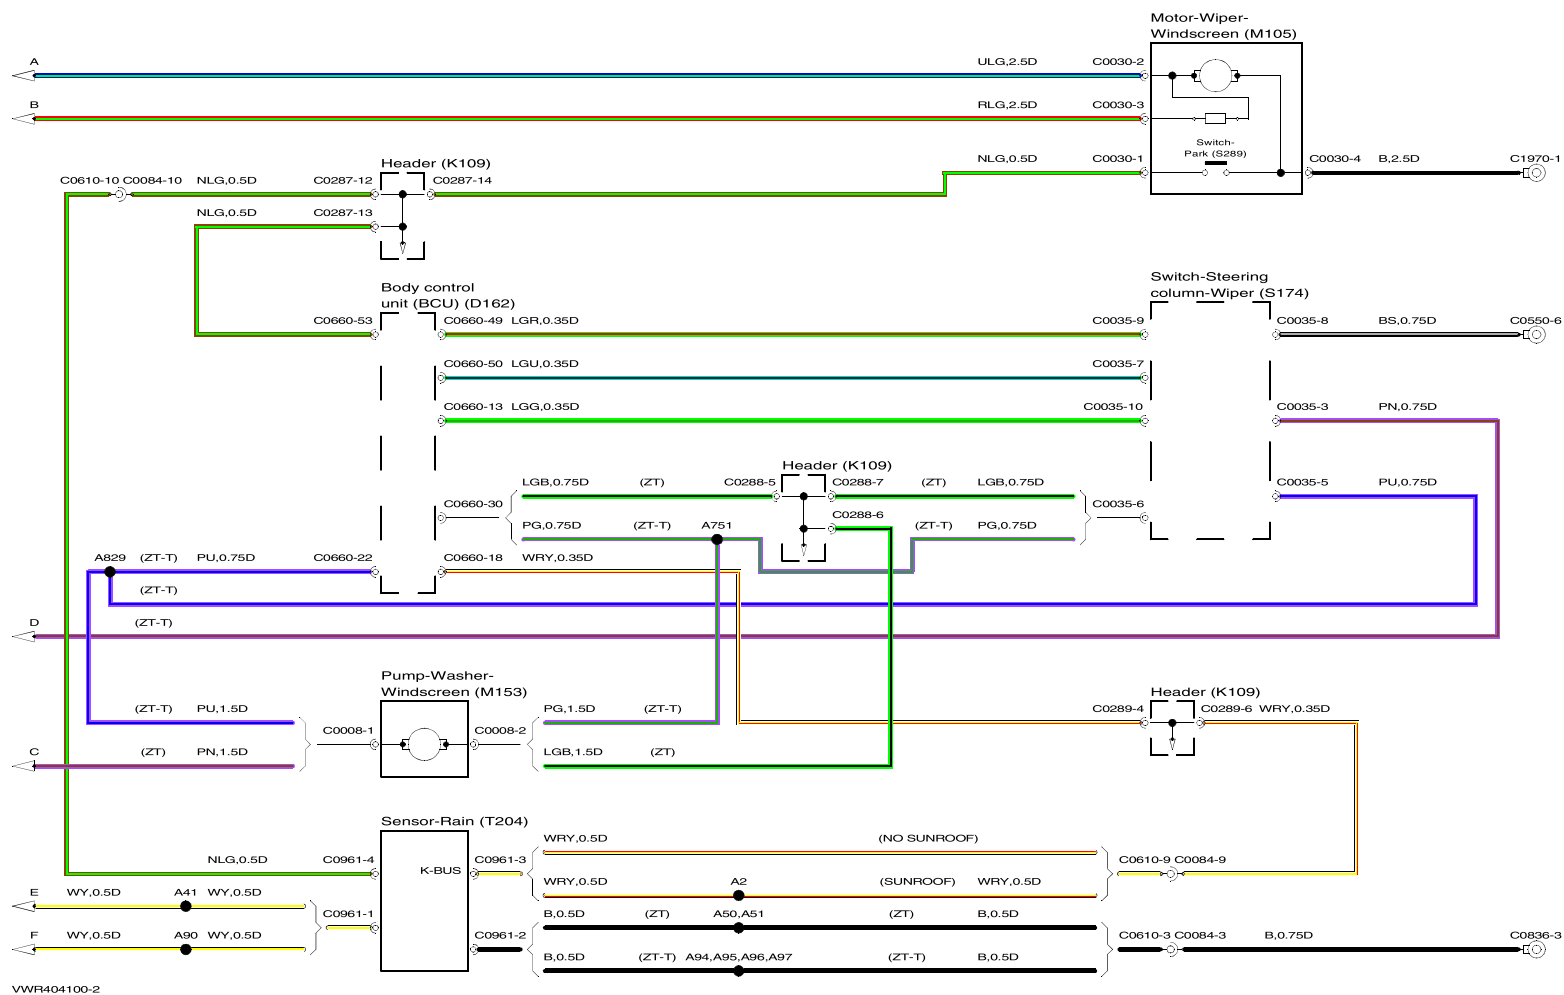 Motor-Wiper-
Windscreen (M105)
A ULG,2.5D C0030-2
B RLG,2.5D C0030-3
Switch-
Park (S289)
NLG,0.5D C0030-1 C0030-4 B,2.5D C1970-1
Header (K109)
C0610-10 C0084-10 NLG,0.5D C0287-12 C0287-14
NLG,0.5D C0287-13
Body control
unit (BCU) (D162)
Switch-Steering
column-Wiper (S174)
C0660-53 C0660-49 LGR,0.35D C0035-9 C0035-8 BS,0.75D C0550-6
C0660-50 LGU,0.35D C0035-7
C0660-13 LGG,0.35D C0035-10 C0035-3 PN,0.75D
Header (K109)
C0660-30 LGB,0.75D (ZT) C0288-5 C0288-7 (ZT) LGB,0.75D C0035-6 C0035-5 PU,0.75D
C0288-6
PG,0.75D (ZT-T) A751 (ZT-T) PG,0.75D
A829 (ZT-T) PU,0.75D C0660-22 C0660-18 WRY,0.35D
(ZT-T)
D (ZT-T)
Pump-Washer-
Windscreen (M153)
Header (K109)
(ZT-T) PU,1.5D C0008-1 C0008-2 PG,1.5D (ZT-T) C0289-4 C0289-6 WRY,0.35D
C (ZT) PN,1.5D LGB,1.5D (ZT)
Sensor-Rain (T204)
WRY,0.5D (NO SUNROOF)
NLG,0.5D C0961-4 K-BUS C0961-3 C0610-9 C0084-9
WRY,0.5D A2 (SUNROOF) WRY,0.5D
E WY,0.5D A41 WY,0.5D
C0961-1 B,0.5D (ZT) A50,A51 (ZT) B,0.5D
F WY,0.5D A90 WY,0.5D C0961-2 C0610-3 C0084-3 B,0.75D C0836-3
B,0.5D (ZT-T) A94,A95,A96,A97 (ZT-T) B,0.5D
VWR404100-2